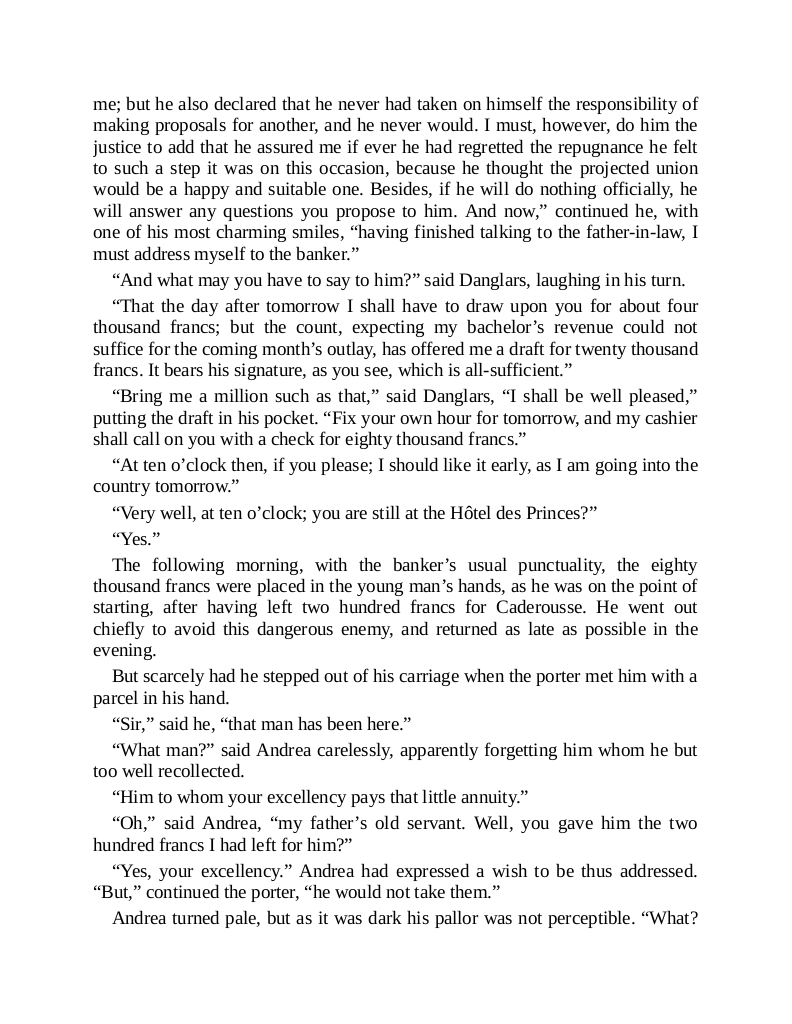 me; but he also declared that he never had taken on himself the responsibility of
making proposals for another, and he never would. I must, however, do him the
justice to add that he assured me if ever he had regretted the repugnance he felt
to such a step it was on this occasion, because he thought the projected union
would be a happy and suitable one. Besides, if he will do nothing officially, he
will answer any questions you propose to him. And now,” continued he, with
one of his most charming smiles, “having finished talking to the father-in-law, I
must address myself to the banker.”
“And what may you have to say to him?” said Danglars, laughing in his turn.
“That the day after tomorrow I shall have to draw upon you for about four
thousand francs; but the count, expecting my bachelor’s revenue could not
suffice for the coming month’s outlay, has offered me a draft for twenty thousand
francs. It bears his signature, as you see, which is all-sufficient.”
“Bring me a million such as that,” said Danglars, “I shall be well pleased,”
putting the draft in his pocket. “Fix your own hour for tomorrow, and my cashier
shall call on you with a check for eighty thousand francs.”
“At ten o’clock then, if you please; I should like it early, as I am going into the
country tomorrow.”
“Very well, at ten o’clock; you are still at the Hôtel des Princes?”
“Yes.”
The following morning, with the banker’s usual punctuality, the eighty
thousand francs were placed in the young man’s hands, as he was on the point of
starting, after having left two hundred francs for Caderousse. He went out
chiefly to avoid this dangerous enemy, and returned as late as possible in the
evening.
But scarcely had he stepped out of his carriage when the porter met him with a
parcel in his hand.
“Sir,” said he, “that man has been here.”
“What man?” said Andrea carelessly, apparently forgetting him whom he but
too well recollected.
“Him to whom your excellency pays that little annuity.”
“Oh,” said Andrea, “my father’s old servant. Well, you gave him the two
hundred francs I had left for him?”
“Yes, your excellency.” Andrea had expressed a wish to be thus addressed.
“But,” continued the porter, “he would not take them.”
Andrea turned pale, but as it was dark his pallor was not perceptible. “What?